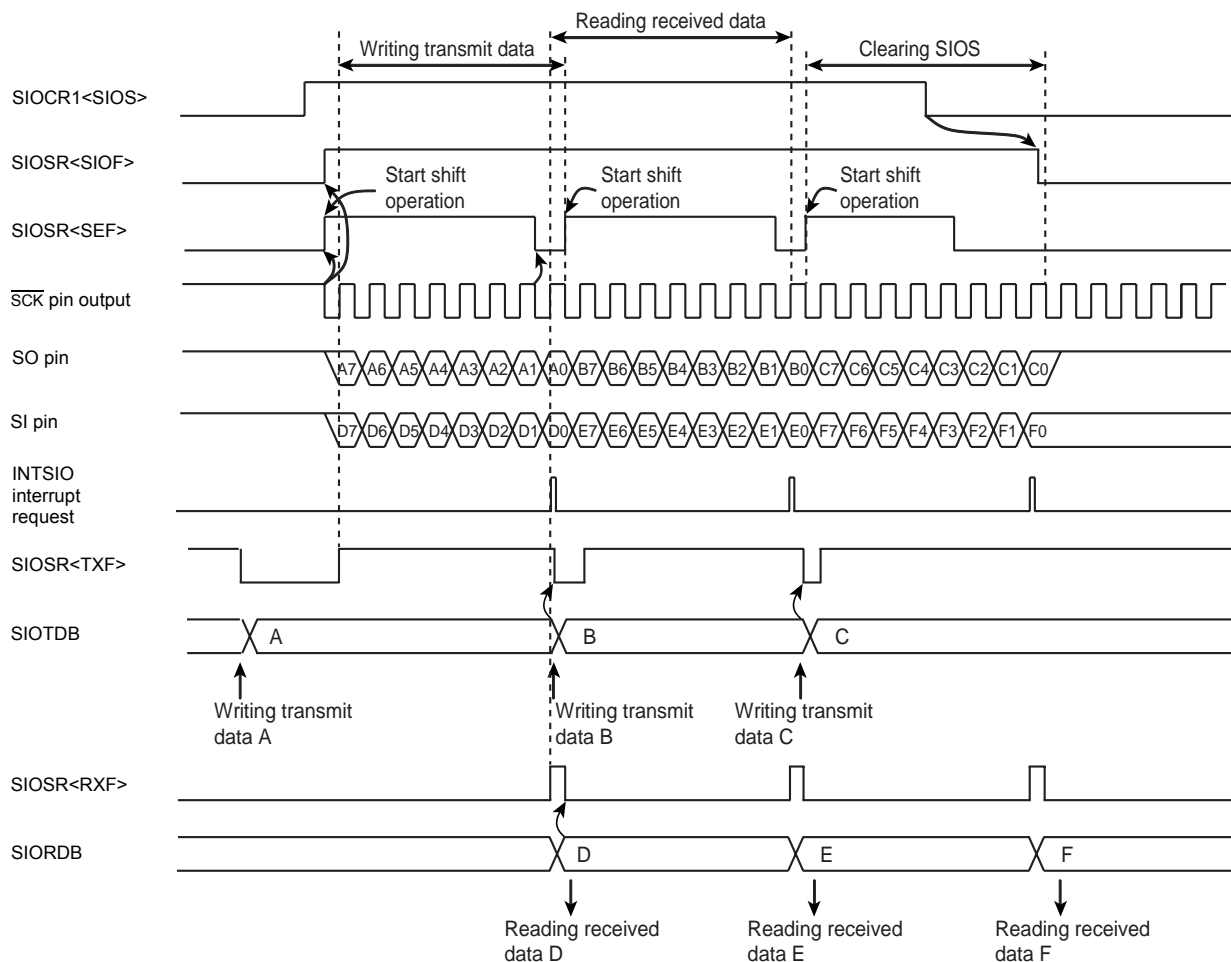 Reading received data
Writing transmit data
Clearing SIOS
SIOCR1<SIOS>
SIOSR<SIOF>
Start shift
operation
Start shift
operation
Start shift
operation
SIOSR<SEF>
SCK pin output
SO pin
A7 A6 A5 A4 A3 A2 A1 A0 B7 B6 B5 B4 B3 B2 B1 B0 C7 C6 C5 C4 C3 C2 C1 C0
SI pin
D7 D6 D5 D4 D3 D2 D1 D0 E7 E6 E5 E4 E3 E2 E1 E0 F7 F6 F5 F4 F3 F2 F1 F0
INTSIO
interrupt
request
SIOSR<TXF>
SIOTDB
A
B
C
Writing transmit
data A
Writing transmit
data B
Writing transmit
data C
SIOSR<RXF>
SIORDB
D
E
F
Reading received
data D
Reading received
data E
Reading received
data F